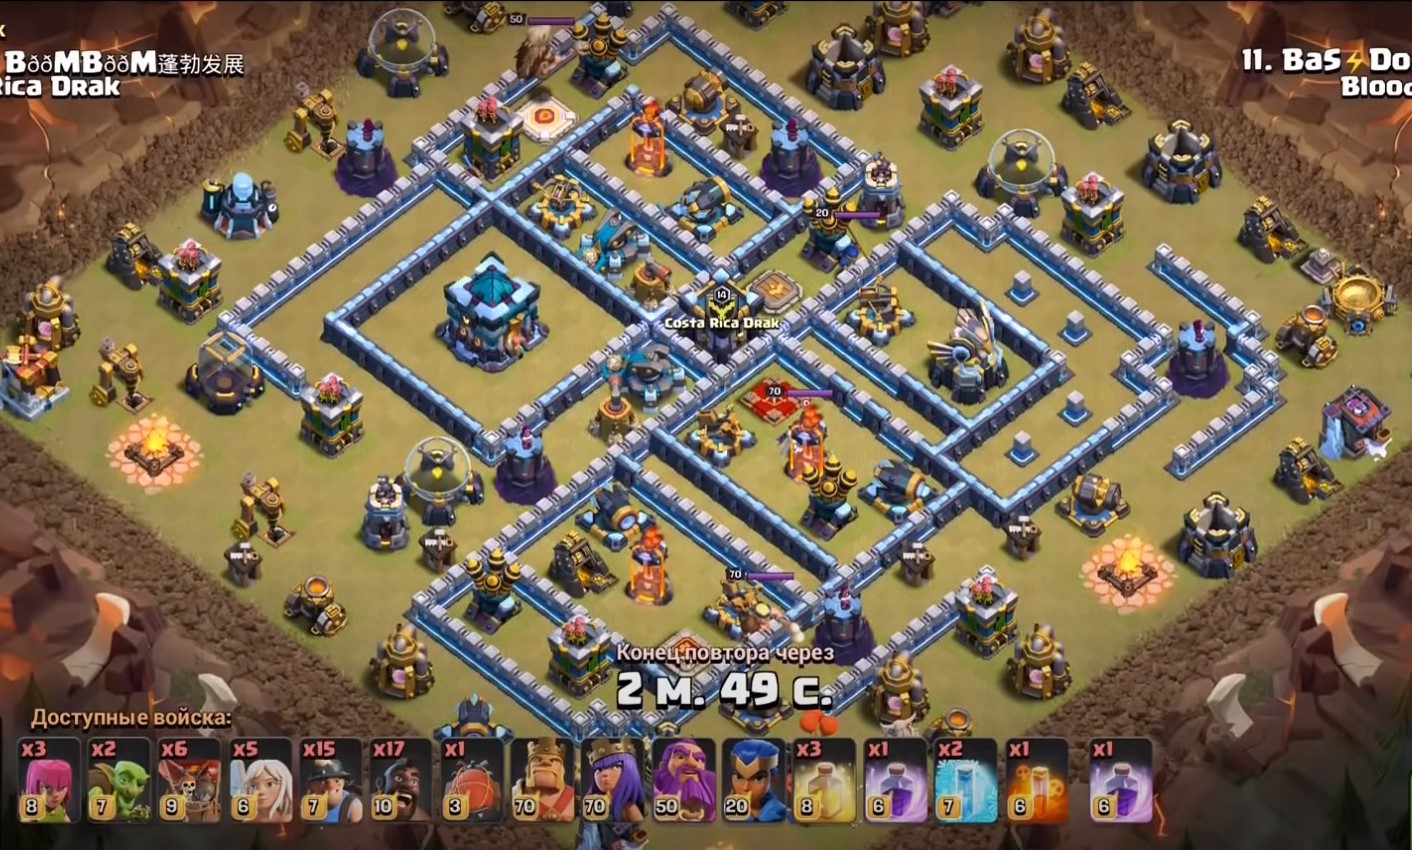 BððMBððM蓬勃发展
Rica Drak
11. BaS⚡Do
Blood
50
20
14
Costa Rica Drak
70
70
Конец повтора через
2 м. 49 с.
Доступные войска:
x3 x2 x6 x5 x15 x17 x1 x3 x1 x2 x1 x1
8 7 9 6 7 10 3 70 70 50 20 8 6 7 6 6